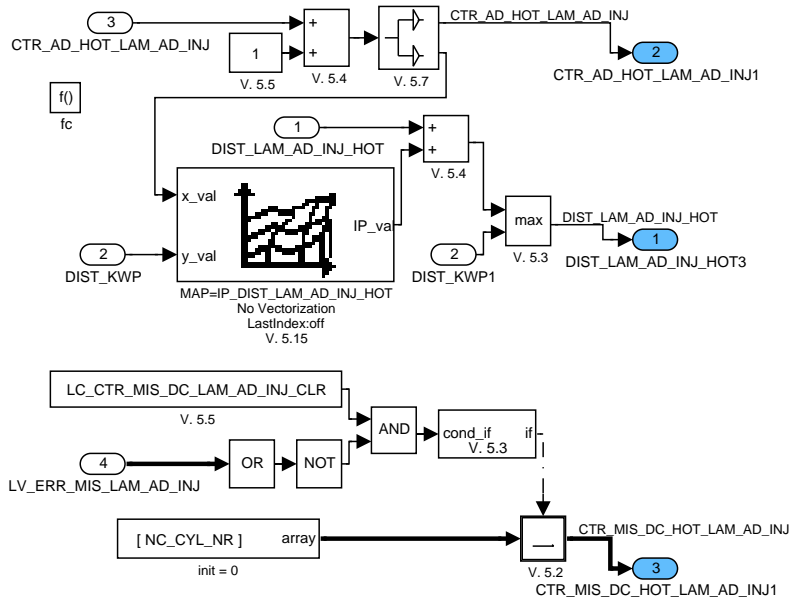 3
CTR_AD_HOT_LAM_AD_INJ
1
V. 5.5
+
+
V. 5.4
V. 5.7
CTR_AD_HOT_LAM_AD_INJ
2
CTR_AD_HOT_LAM_AD_INJ1
f()
fc
1
DIST_LAM_AD_INJ_HOT
+
+
V. 5.4
x_val
y_val
IP_val
2
DIST_KWP
MAP=IP_DIST_LAM_AD_INJ_HOT
No Vectorization
LastIndex:off
V. 5.15
2
DIST_KWP1
max
V. 5.3
DIST_LAM_AD_INJ_HOT
1
DIST_LAM_AD_INJ_HOT3
LC_CTR_MIS_DC_LAM_AD_INJ_CLR
V. 5.5
4
LV_ERR_MIS_LAM_AD_INJ
OR
NOT
AND
cond_if if
V. 5.3
[ NC_CYL_NR ] array
init = 0
V. 5.2
CTR_MIS_DC_HOT_LAM_AD_INJ
3
CTR_MIS_DC_HOT_LAM_AD_INJ1